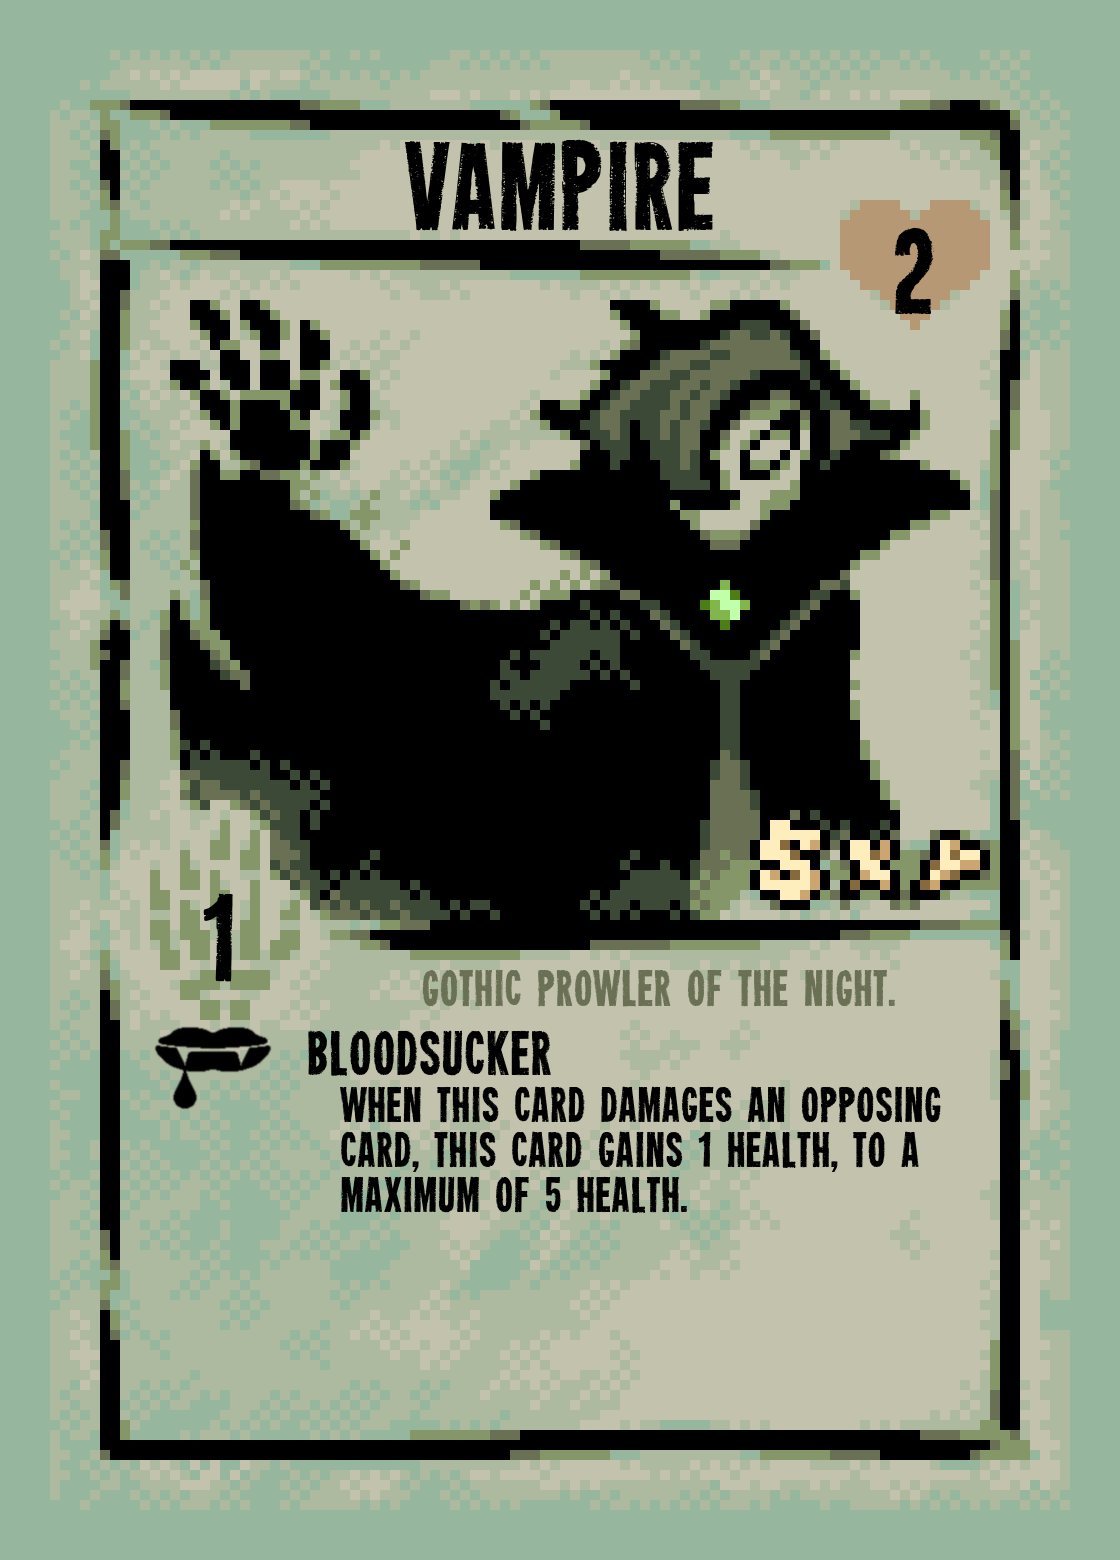 VAMPIRE
2
SXP
1
GOTHIC PROWLER OF THE NIGHT.
BLOODSUCKER
WHEN THIS CARD DAMAGES AN OPPOSING
CARD, THIS CARD GAINS 1 HEALTH, TO A
MAXIMUM OF 5 HEALTH.